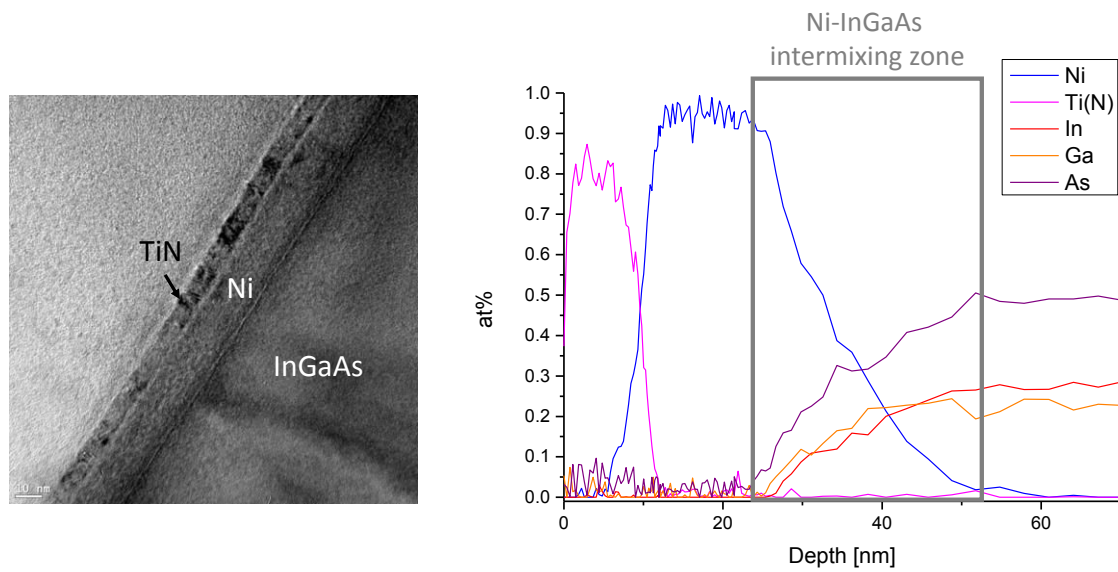 TiN
Ni
InGaAs
10 nm
Ni-InGaAs
intermixing zone
Ni
Ti(N)
In
Ga
As
1.0
0.9
0.8
0.7
0.6
0.5
0.4
0.3
0.2
0.1
0.0
at%
0
20
40
60
Depth [nm]